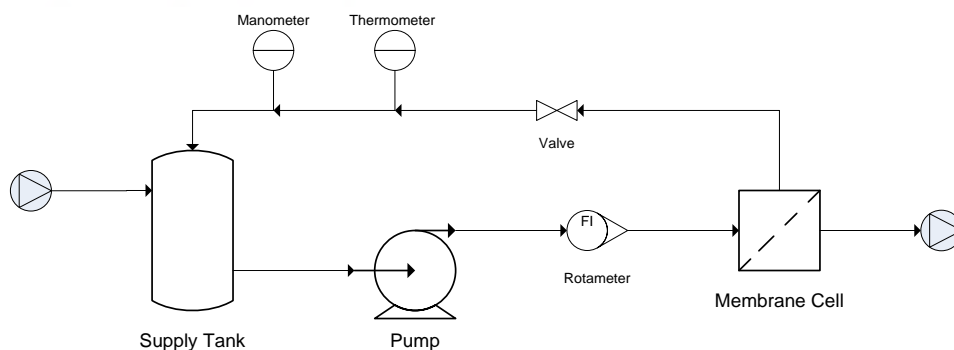 Manometer
Thermometer
Valve
FI
Rotameter
Membrane Cell
Supply Tank
Pump